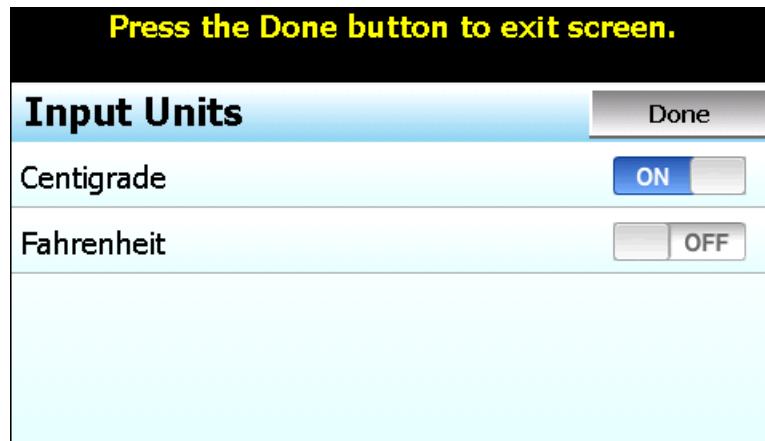 Press the Done button to exit screen.
Input Units
Done
Centigrade
ON
Fahrenheit
OFF